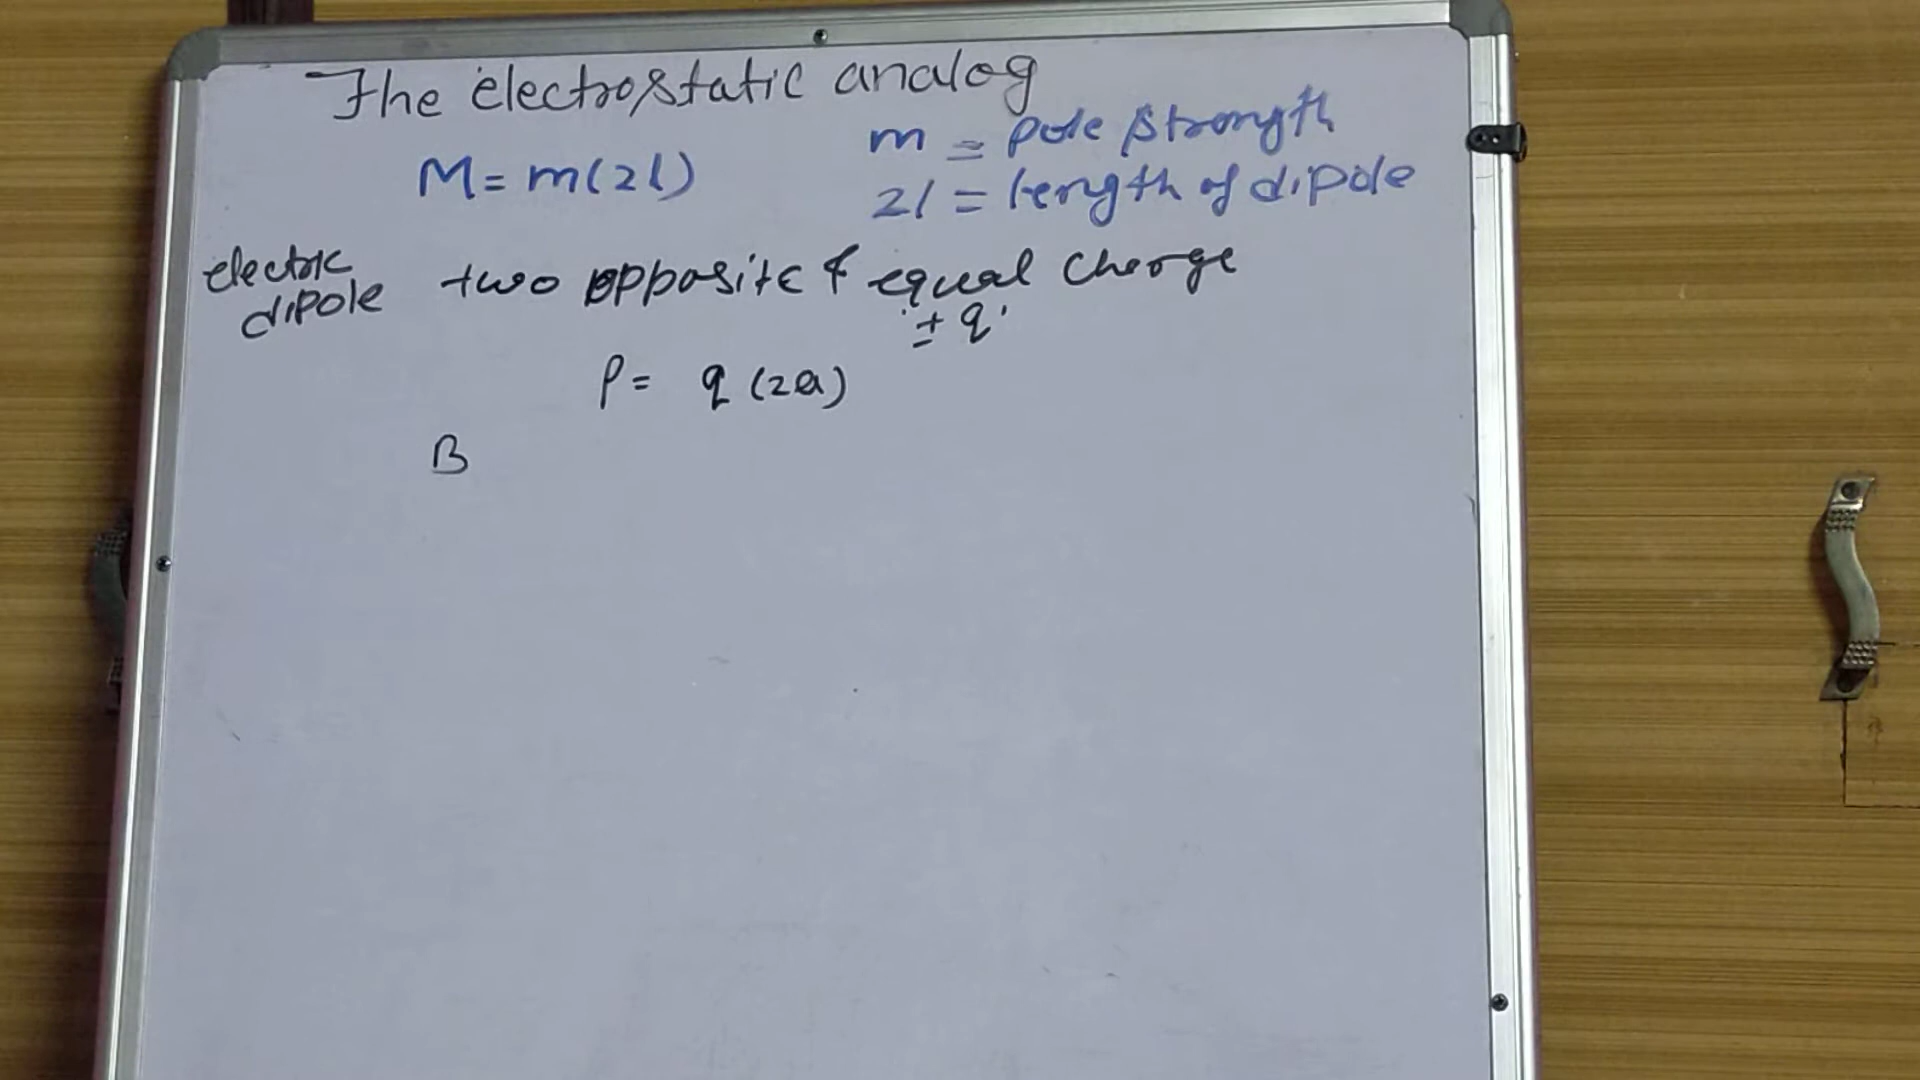 The electrostatic analog
M = m(2l)
m = pole strength
2l = length of dipole
electric dipole two opposite & equal charge
± q
P = q (2a)
B